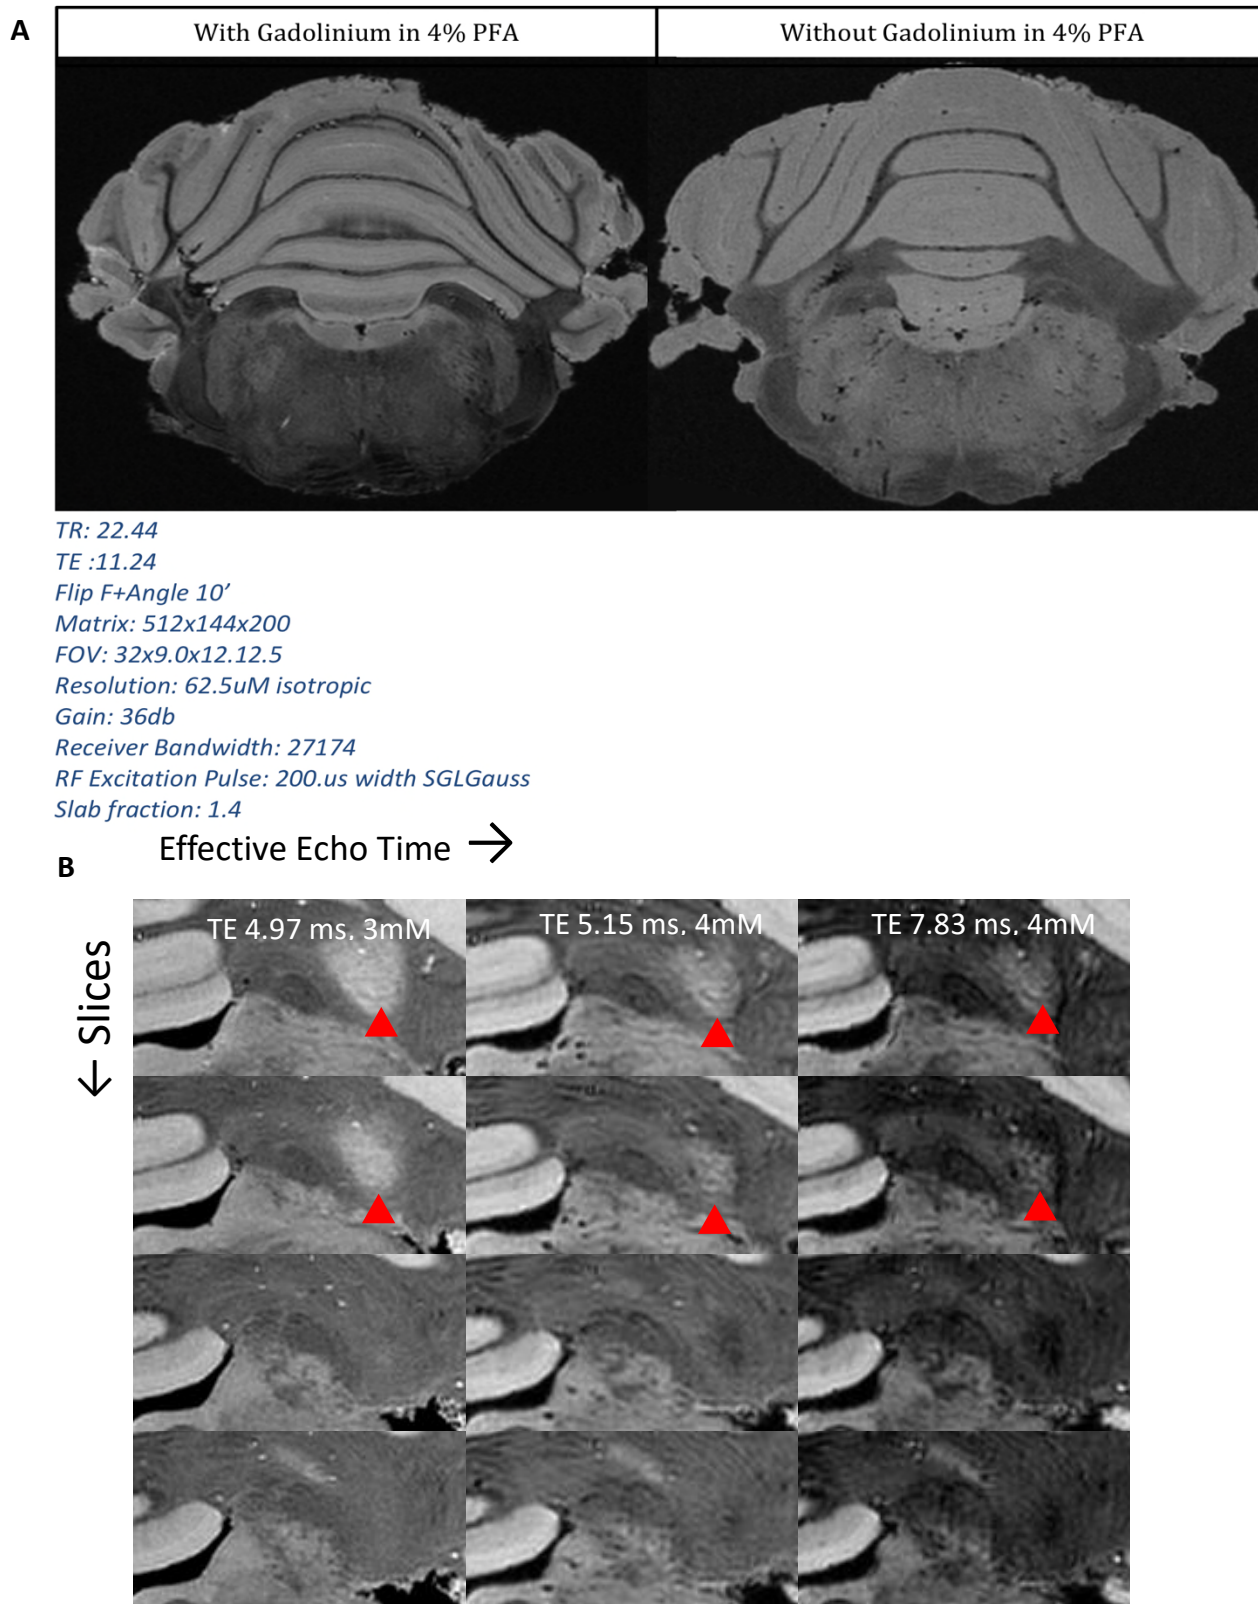 A
With Gadolinium in 4% PFA
Without Gadolinium in 4% PFA
TR: 22.44
TE :11.24
Flip F+Angle 10’
Matrix: 512x144x200
FOV: 32x9.0x12.12.5
Resolution: 62.5uM isotropic
Gain: 36db
Receiver Bandwidth: 27174
RF Excitation Pulse: 200.us width SGLGauss
Slab fraction: 1.4
Effective Echo Time →
B
← Slices
TE 4.97 ms, 3mM
TE 5.15 ms, 4mM
TE 7.83 ms, 4mM